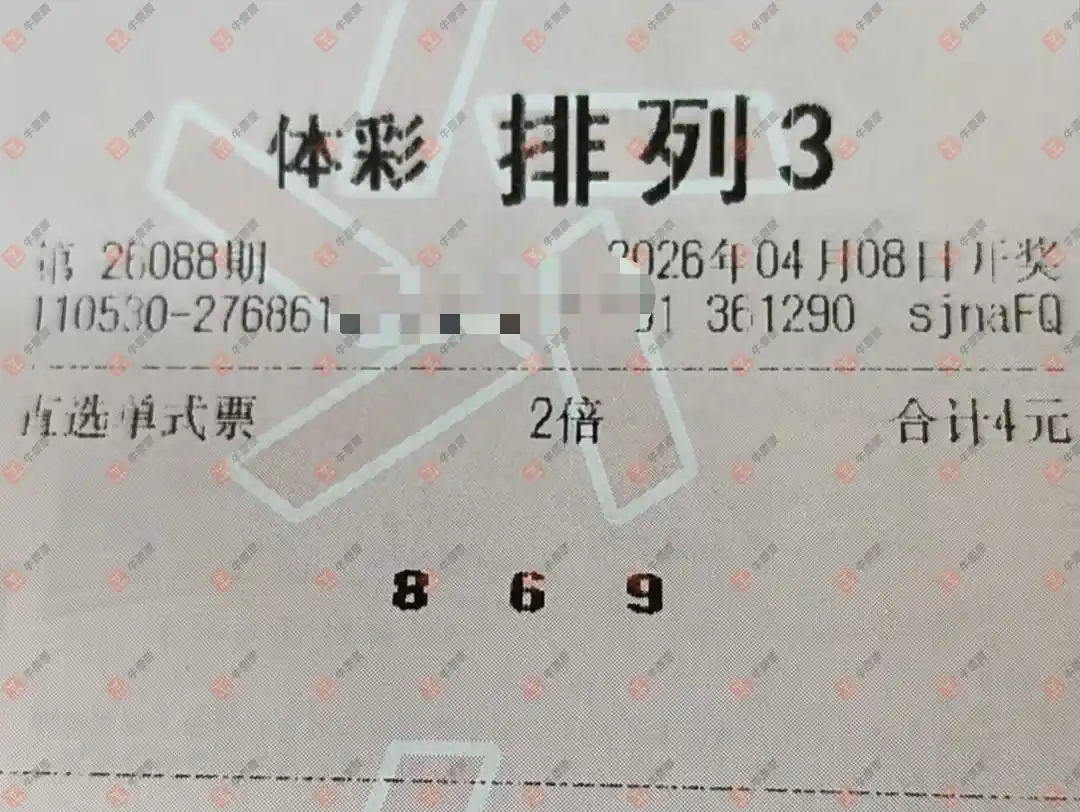 体彩 排列3
第 26088期 2026年04月08日开奖
110530-276861 91 361290 sjnaFQ
直选单式票 2倍 合计4元
8 6 9